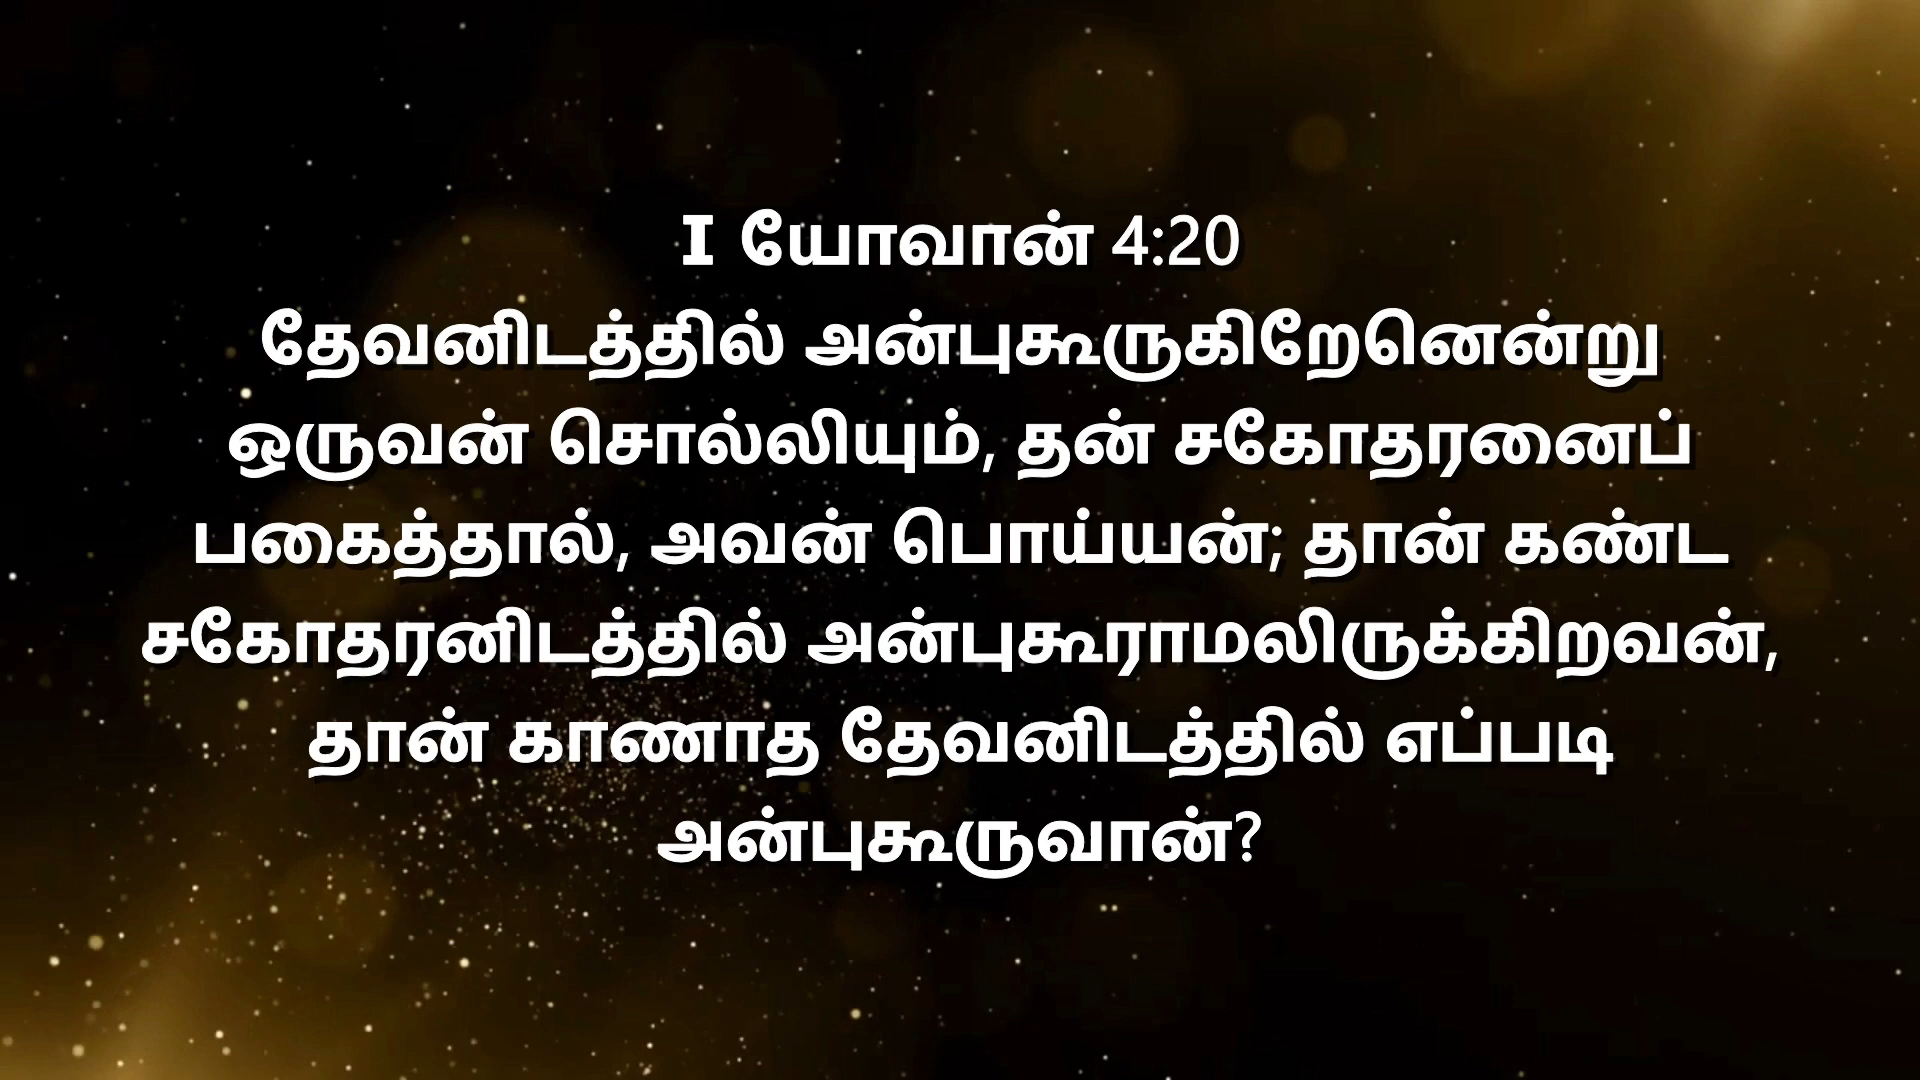 I யோவான் 4:20
தேவனிடத்தில் அன்புகூருகிறேனென்று
ஒருவன் சொல்லியும், தன் சகோதரனைப்
பகைத்தால், அவன் பொய்யன்; தான் கண்ட
சகோதரனிடத்தில் அன்புகூராமலிருக்கிறவன்,
தான் காணாத தேவனிடத்தில் எப்படி
அன்புகூருவான்?